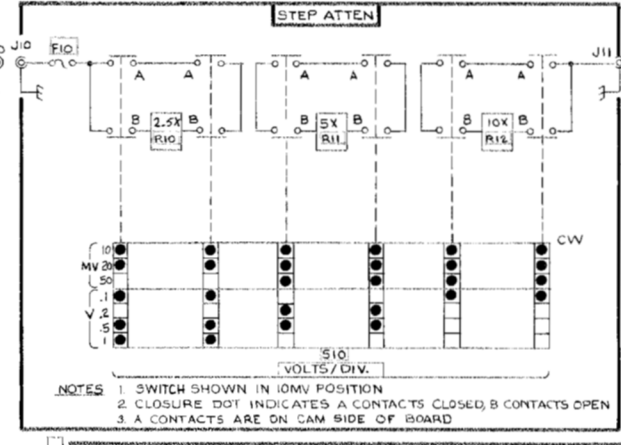 STEP ATTEN
J10 F10 J11
A A A A A A
B 2.5X B B 5X B B 10X B
R10 R11 R12
CW
10
MV 20
50
.1
V .2
.5
1
S10
VOLTS/DIV.
NOTES 1. SWITCH SHOWN IN 10MV POSITION
2 CLOSURE DOT INDICATES A CONTACTS CLOSED, B CONTACTS OPEN
3. A CONTACTS ARE ON CAM SIDE OF BOARD